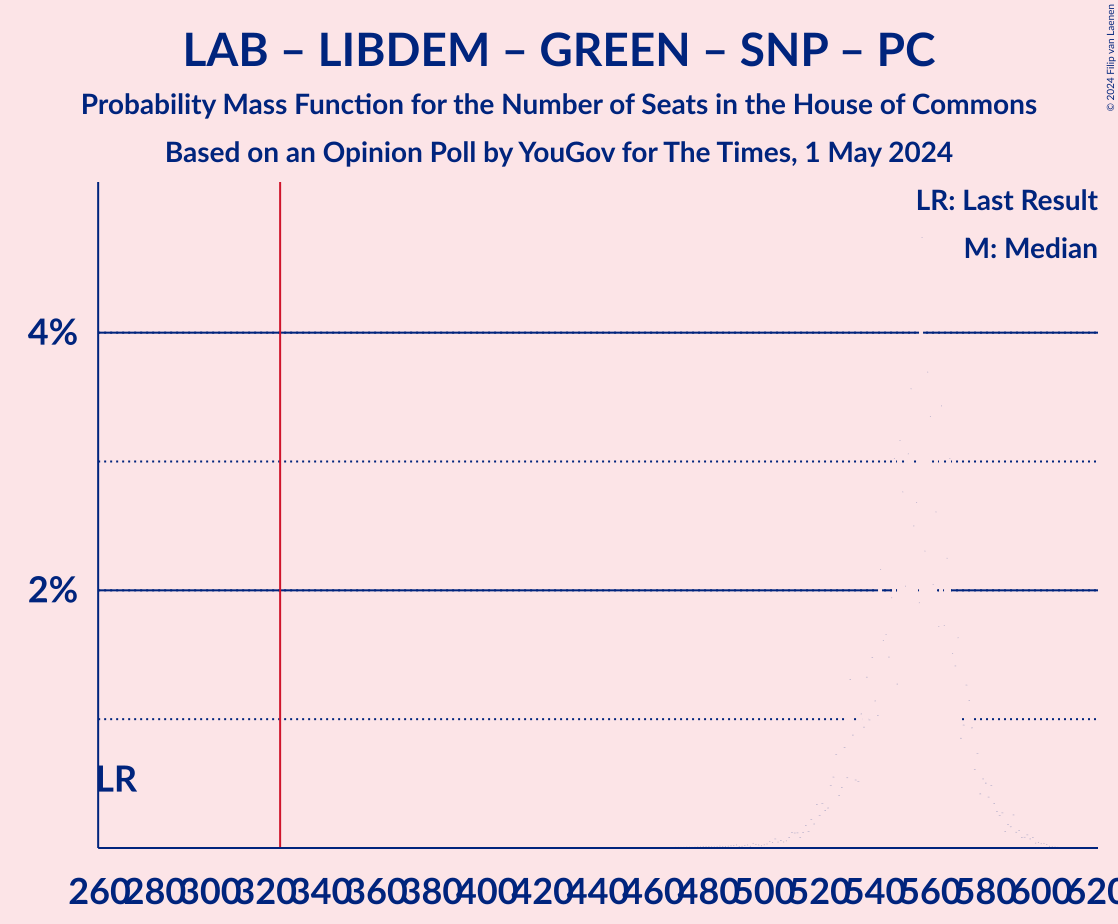 LAB – LIBDEM – GREEN – SNP – PC
Probability Mass Function for the Number of Seats in the House of Commons
Based on an Opinion Poll by YouGov for The Times, 1 May 2024
© 2024 Filip van Laenen
LR: Last Result
M: Median
4%
2%
LR
260 280 300 320 340 360 380 400 420 440 460 480 500 520 540 560 580 600 620